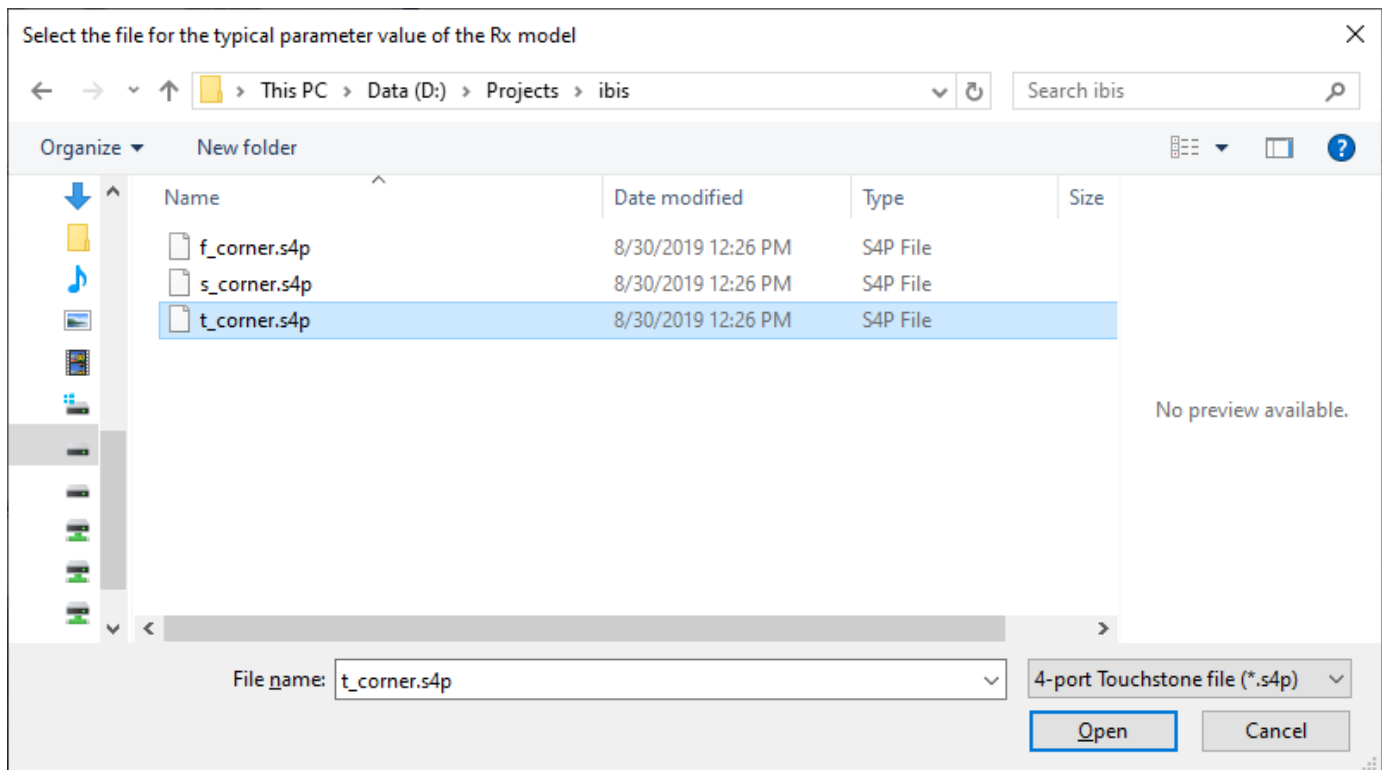 Select the file for the typical parameter value of the Rx model
This PC > Data (D:) > Projects > ibis
Search ibis
Organize
New folder
?
Name Date modified Type Size
f_corner.s4p 8/30/2019 12:26 PM S4P File
s_corner.s4p 8/30/2019 12:26 PM S4P File
t_corner.s4p 8/30/2019 12:26 PM S4P File
No preview available.
File name: t_corner.s4p
4-port Touchstone file (*.s4p)
Open
Cancel